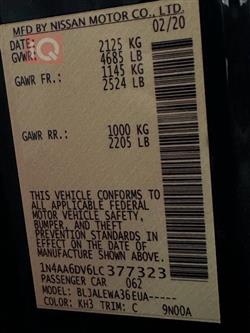 MFD BY NISSAN MOTOR CO., LTD.
02/20
DATE:
GVWR: 2125 KG
4685 LB
GAWR FR.: 1145 KG
2524 LB
GAWR RR.: 1000 KG
2205 LB
THIS VEHICLE CONFORMS TO
ALL APPLICABLE FEDERAL
MOTOR VEHICLE SAFETY,
BUMPER, AND THEFT
PREVENTION STANDARDS IN
EFFECT ON THE DATE OF
MANUFACTURE SHOWN ABOVE.
1N4AA6DV6LC377323
PASSENGER CAR 062
MODEL: BLJALEWA36EUA-----
COLOR: KH3 TRIM: C 9N00A